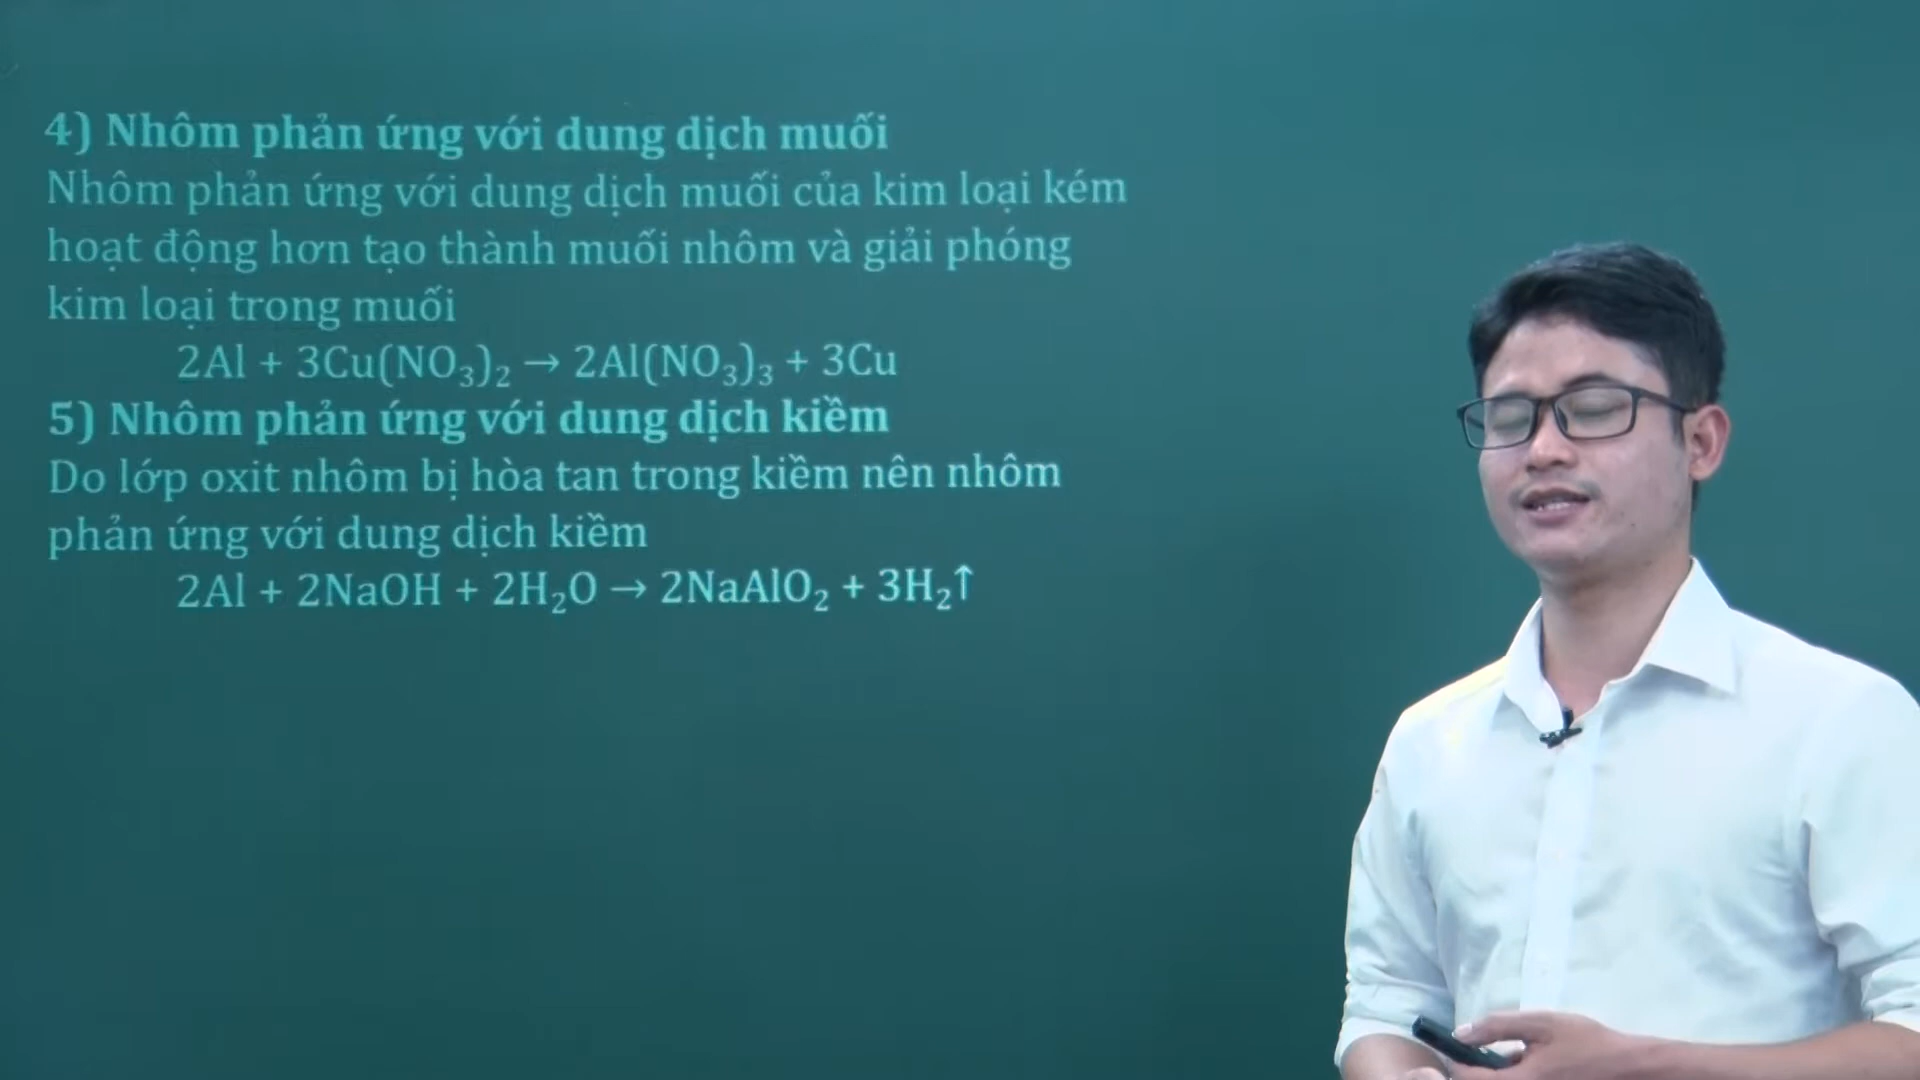 4) Nhôm phản ứng với dung dịch muối
Nhôm phản ứng với dung dịch muối của kim loại kém
hoạt động hơn tạo thành muối nhôm và giải phóng
kim loại trong muối
2Al + 3Cu(NO₃)₂ → 2Al(NO₃)₃ + 3Cu
5) Nhôm phản ứng với dung dịch kiềm
Do lớp oxit nhôm bị hòa tan trong kiềm nên nhôm
phản ứng với dung dịch kiềm
2Al + 2NaOH + 2H₂O → 2NaAlO₂ + 3H₂↑